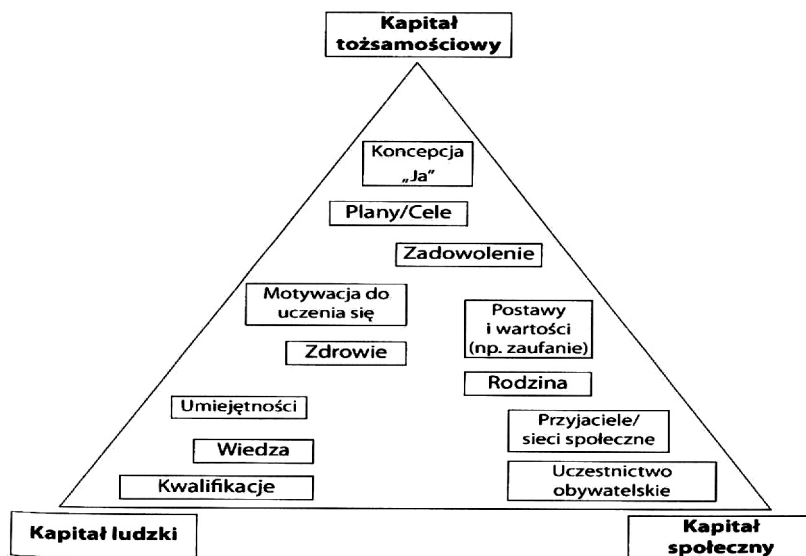 Kapitał
tożsamościowy
Koncepcja
„Ja”
Plany/Cele
Zadowolenie
Motywacja do
uczenia się
Postawy
i wartości
(np. zaufanie)
Zdrowie
Rodzina
Umiejętności
Przyjaciele/
sieci społeczne
Wiedza
Uczestnictwo
obywatelskie
Kwalifikacje
Kapitał ludzki
Kapitał
społeczny